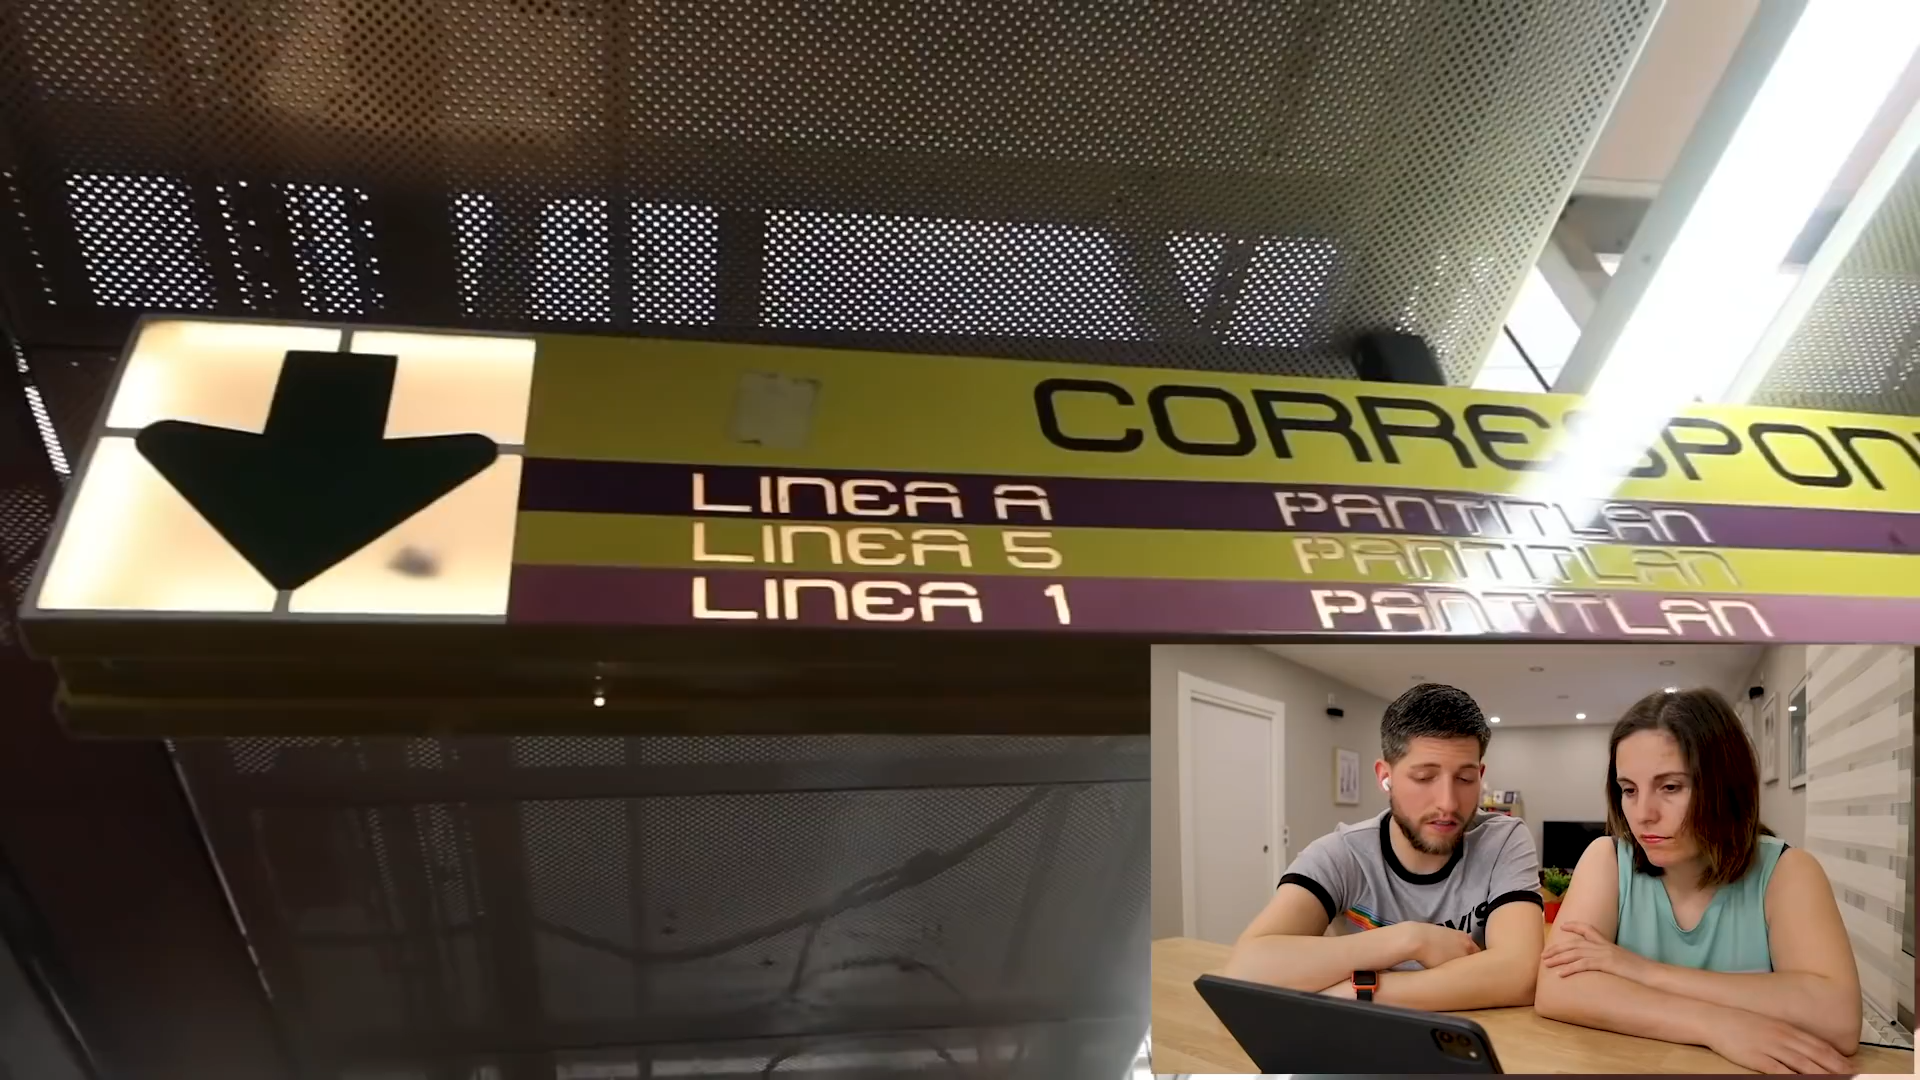 CORRESPON
LINEA A PANTITLAN
LINEA 5 PANTITLAN
LINEA 1 PANTITLAN